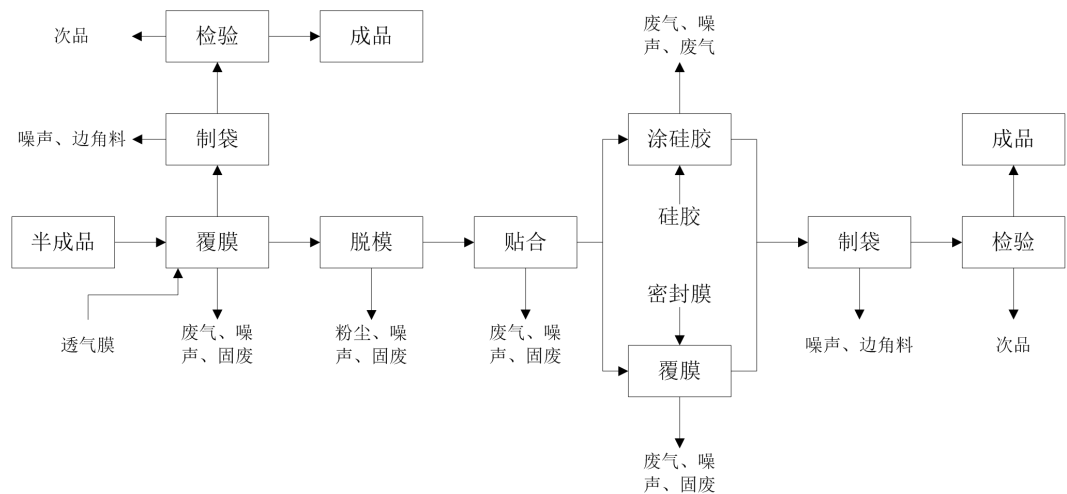 次品
检验
成品
废气、噪
声、废气
噪声、边角料
制袋
涂硅胶
成品
硅胶
半成品
覆膜
脱模
贴合
制袋
检验
密封膜
透气膜
废气、噪
声、固废
粉尘、噪
声、固废
废气、噪
声、固废
覆膜
噪声、边角料
次品
废气、噪
声、固废